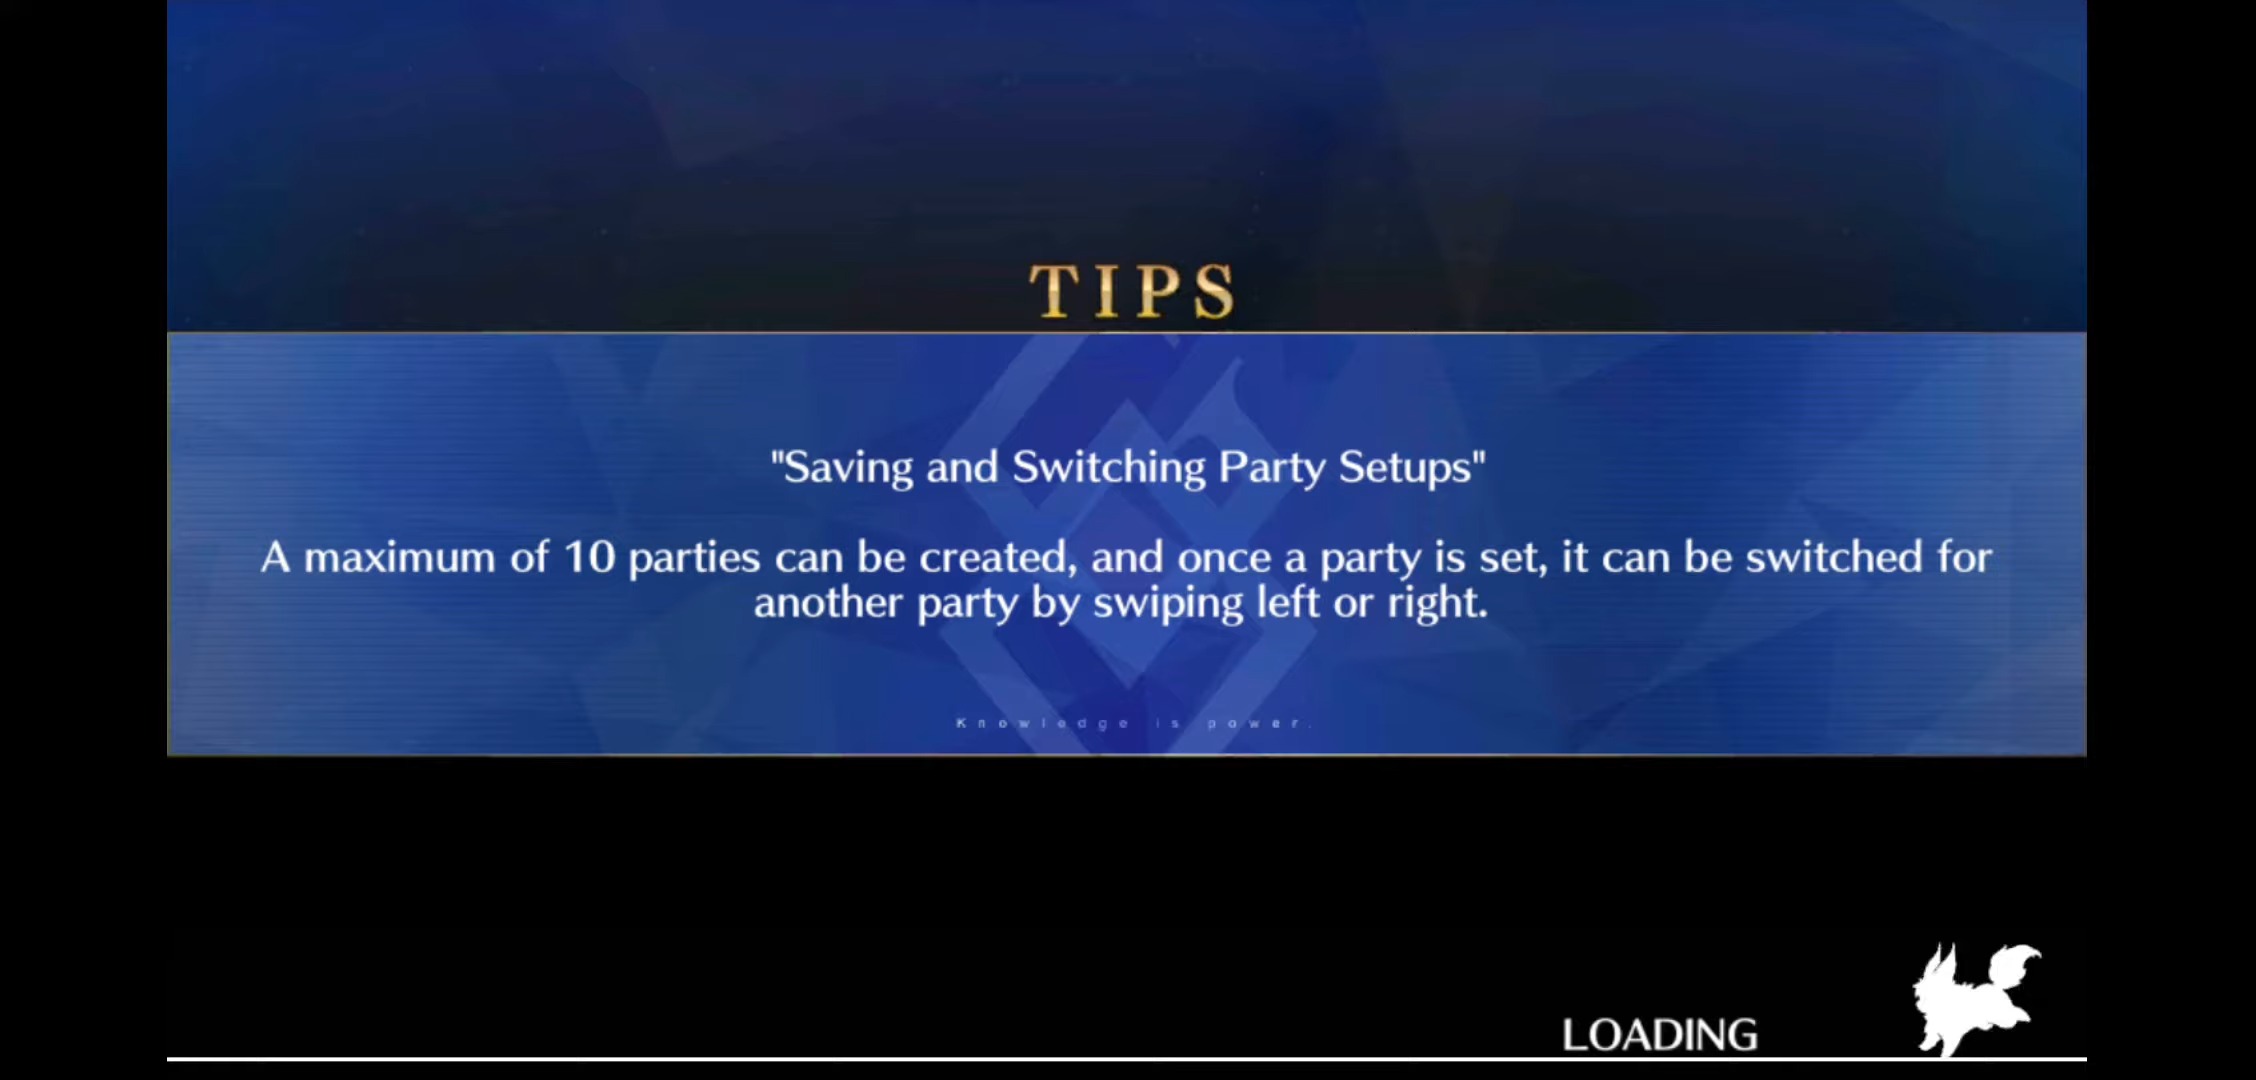 TIPS
"Saving and Switching Party Setups"
A maximum of 10 parties can be created, and once a party is set, it can be switched for
another party by swiping left or right.
Knowledge is power.
LOADING